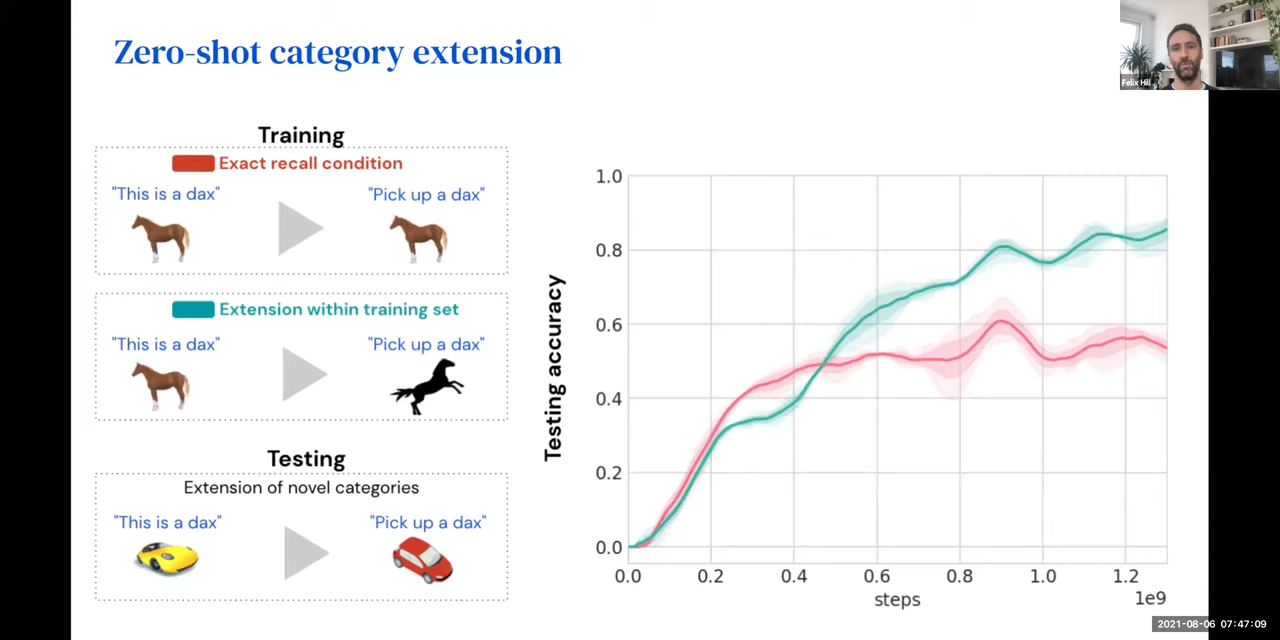 Zero-shot category extension
Felix Hill
Training
Exact recall condition
"This is a dax"
"Pick up a dax"
Extension within training set
"This is a dax"
"Pick up a dax"
Testing
Extension of novel categories
"This is a dax"
"Pick up a dax"
Testing accuracy
1.0
0.8
0.6
0.4
0.2
0.0
0.0 0.2 0.4 0.6 0.8 1.0 1.2
steps
1e9
2021-08-06 07:47:09